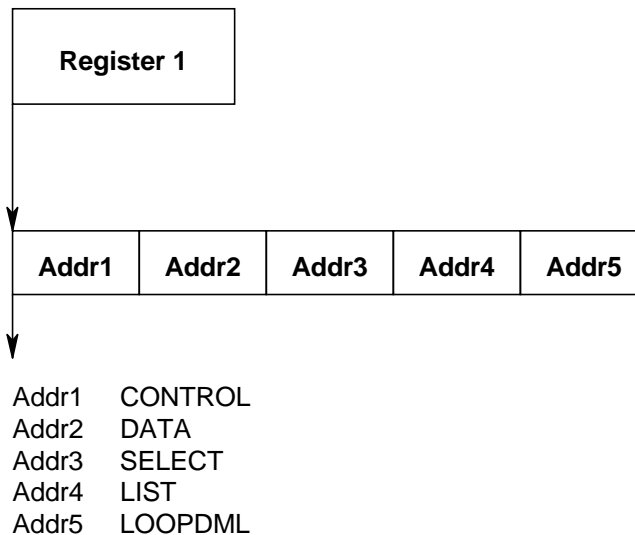 Register 1
Addr1 Addr2 Addr3 Addr4 Addr5
Addr1 CONTROL
Addr2 DATA
Addr3 SELECT
Addr4 LIST
Addr5 LOOPDML